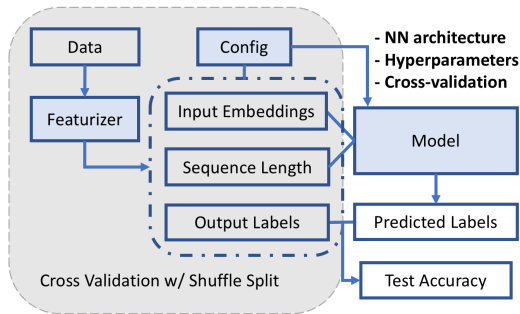 Data
Config
- NN architecture
- Hyperparameters
- Cross-validation
Featurizer
Input Embeddings
Model
Sequence Length
Output Labels
Predicted Labels
Cross Validation w/ Shuffle Split
Test Accuracy